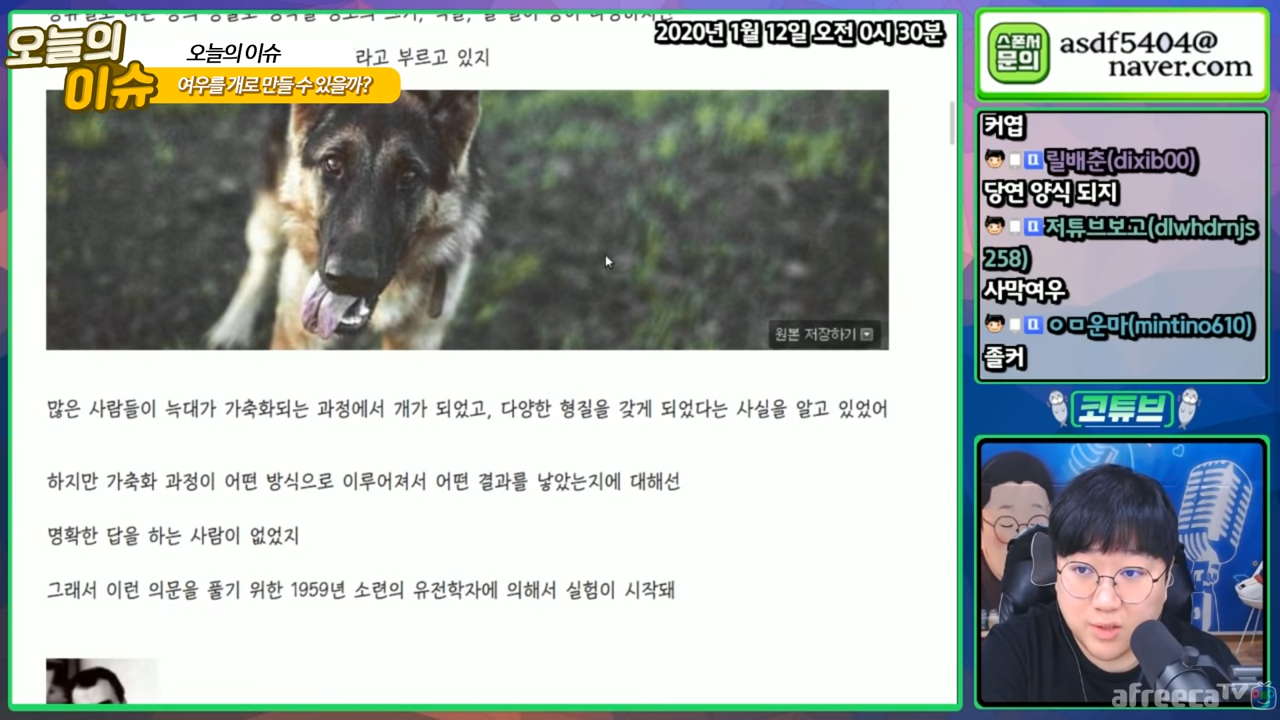 오늘의
이슈
오늘의 이슈
여우를 개로 만들 수 있을까?
2020년 1월 12일 오전 0시 30분
라고 부르고 있지
원본 저장하기
많은 사람들이 늑대가 가축화되는 과정에서 개가 되었고, 다양한 형질을 갖게 되었다는 사실을 알고 있었어
하지만 가축화 과정이 어떤 방식으로 이루어져서 어떤 결과를 낳았는지에 대해선
명확한 답을 하는 사람이 없었지
그래서 이런 의문을 풀기 위한 1959년 소련의 유전학자에 의해서 실험이 시작돼
스폰서
문의
asdf5404@
naver.com
커엽
릴배춘(dixib00)
당연 양식 되지
저튜브보고(dlwhdrnjs
258)
사막여우
ㅇㅁ운마(mintino610)
졸커
코튜브
afreecaTV